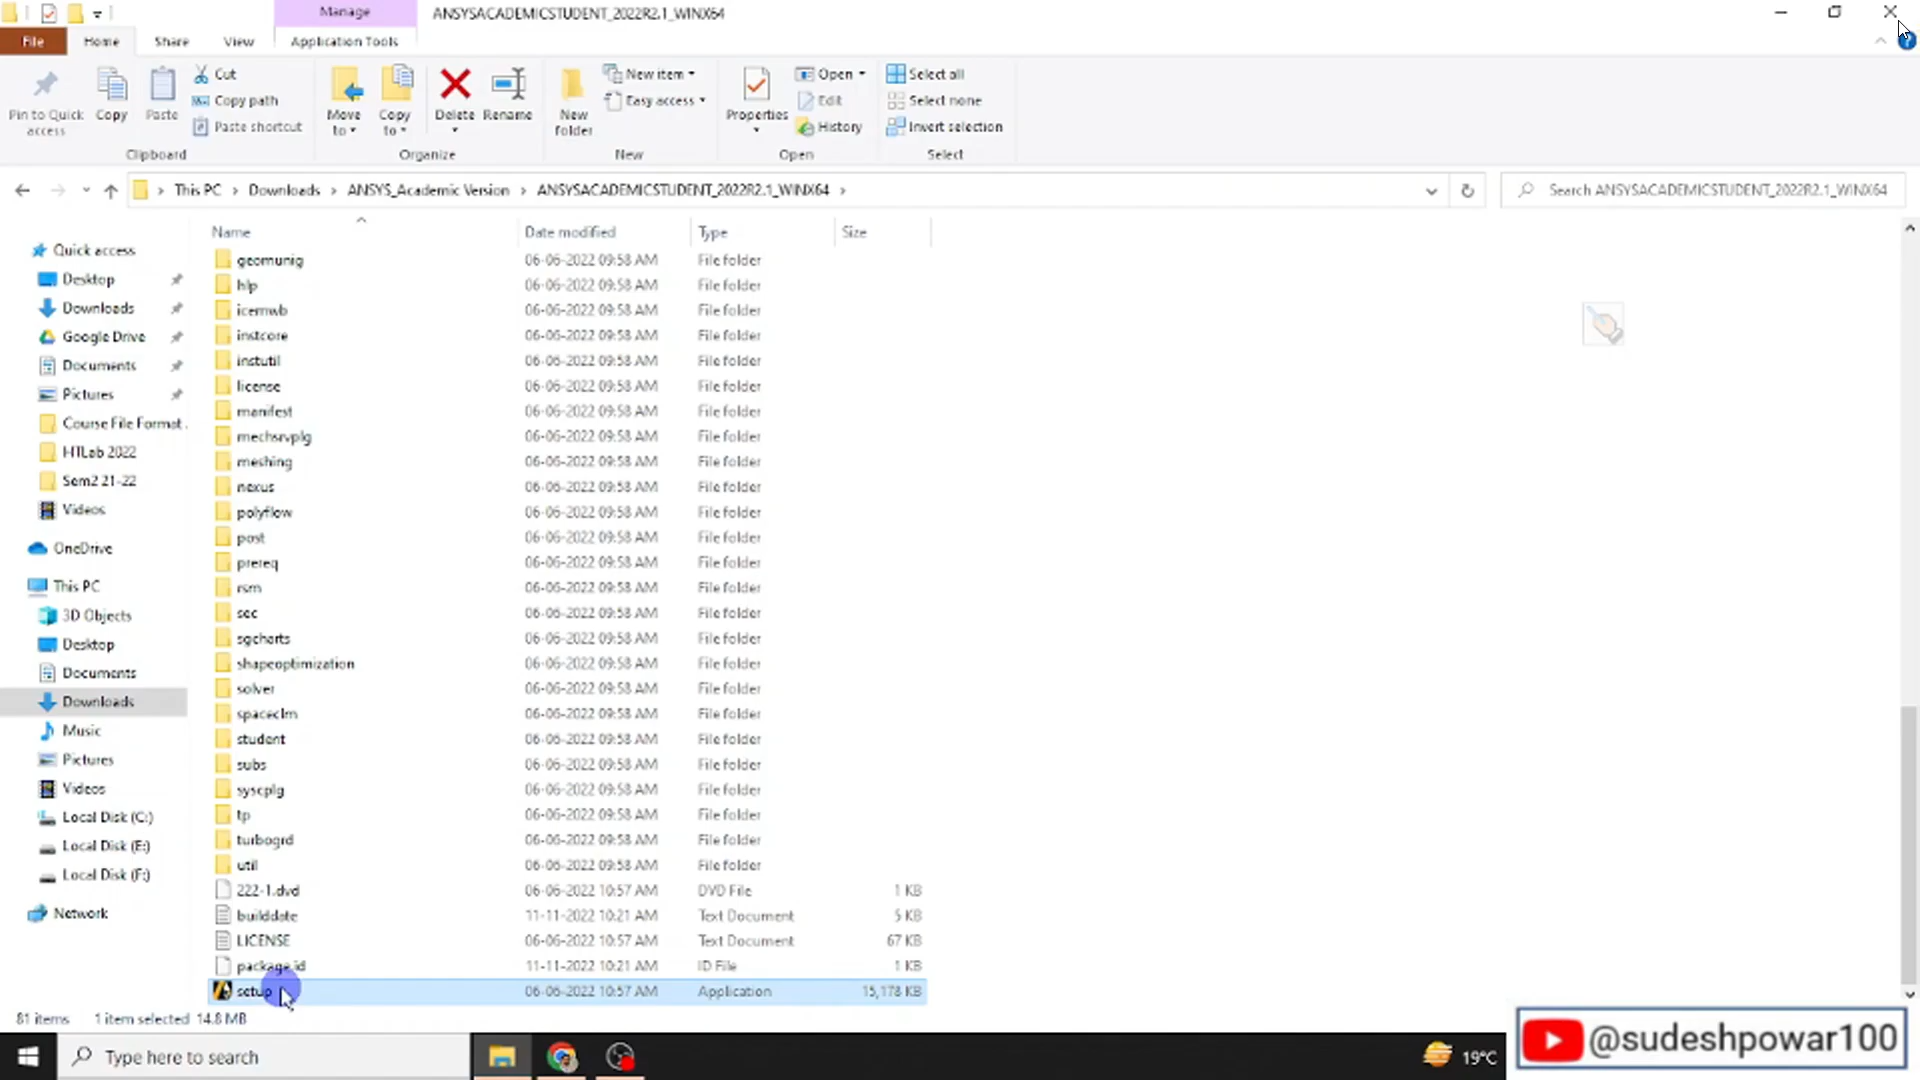 Manage
ANSYSACADEMICSTUDENT_2022R2.1_WINX64
File
Home
Share
View
Application Tools
Pin to Quick access
Copy
Paste
Cut
Copy path
Paste shortcut
Clipboard
Move to
Copy to
Delete
Rename
Organize
New folder
New item
Easy access
New
Properties
Open
Edit
History
Open
Select all
Select none
Invert selection
Select
This PC > Downloads > ANSYS_Academic Version > ANSYSACADEMICSTUDENT_2022R2.1_WINX64 >
Search ANSYSACADEMICSTUDENT_2022R2.1_WINX64
Quick access
Desktop
Downloads
Google Drive
Documents
Pictures
Course File Format.
HTLab 2022
Sem2 21-22
Videos
OneDrive
This PC
3D Objects
Desktop
Documents
Downloads
Music
Pictures
Videos
Local Disk (C:)
Local Disk (E:)
Local Disk (F:)
Network
Name Date modified Type Size
geomunig 06-06-2022 09:58 AM File folder
hlp 06-06-2022 09:58 AM File folder
icemwb 06-06-2022 09:58 AM File folder
instcore 06-06-2022 09:58 AM File folder
instutil 06-06-2022 09:58 AM File folder
license 06-06-2022 09:58 AM File folder
manifest 06-06-2022 09:58 AM File folder
mechsrvplg 06-06-2022 09:58 AM File folder
meshing 06-06-2022 09:58 AM File folder
nexus 06-06-2022 09:58 AM File folder
polyflow 06-06-2022 09:58 AM File folder
post 06-06-2022 09:58 AM File folder
prereq 06-06-2022 09:58 AM File folder
rsm 06-06-2022 09:58 AM File folder
sec 06-06-2022 09:58 AM File folder
sgcharts 06-06-2022 09:58 AM File folder
shapeoptimization 06-06-2022 09:58 AM File folder
solver 06-06-2022 09:58 AM File folder
spaceclm 06-06-2022 09:58 AM File folder
student 06-06-2022 09:58 AM File folder
subs 06-06-2022 09:58 AM File folder
syscplg 06-06-2022 09:58 AM File folder
tp 06-06-2022 09:58 AM File folder
turbogrd 06-06-2022 09:58 AM File folder
util 06-06-2022 09:58 AM File folder
222-1.dvd 06-06-2022 10:57 AM DVD File 1 KB
builddate 11-11-2022 10:21 AM Text Document 5 KB
LICENSE 06-06-2022 10:57 AM Text Document 67 KB
package.id 11-11-2022 10:21 AM ID File 1 KB
setup 06-06-2022 10:57 AM Application 15,178 KB
81 items 1 item selected 14.8 MB
Type here to search
19°C
@sudeshpowar100